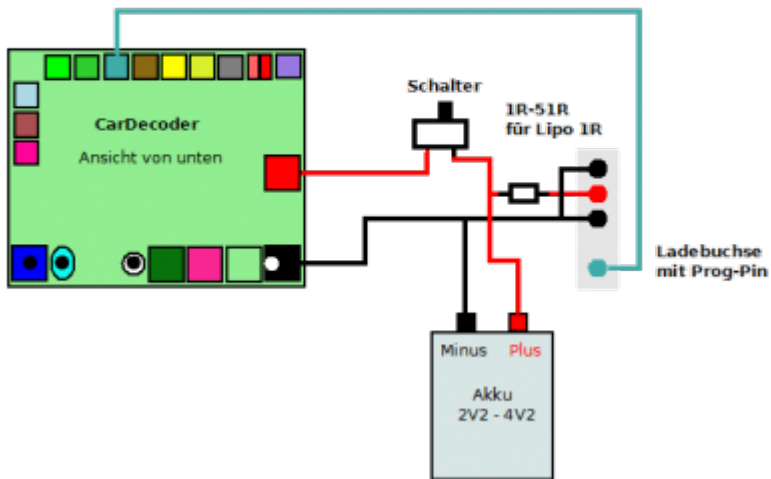 Schalter
1R-51R
für Lipo 1R
CarDecoder
Ansicht von unten
Ladebuchse
mit Prog-Pin
Minus Plus
Akku
2V2 - 4V2